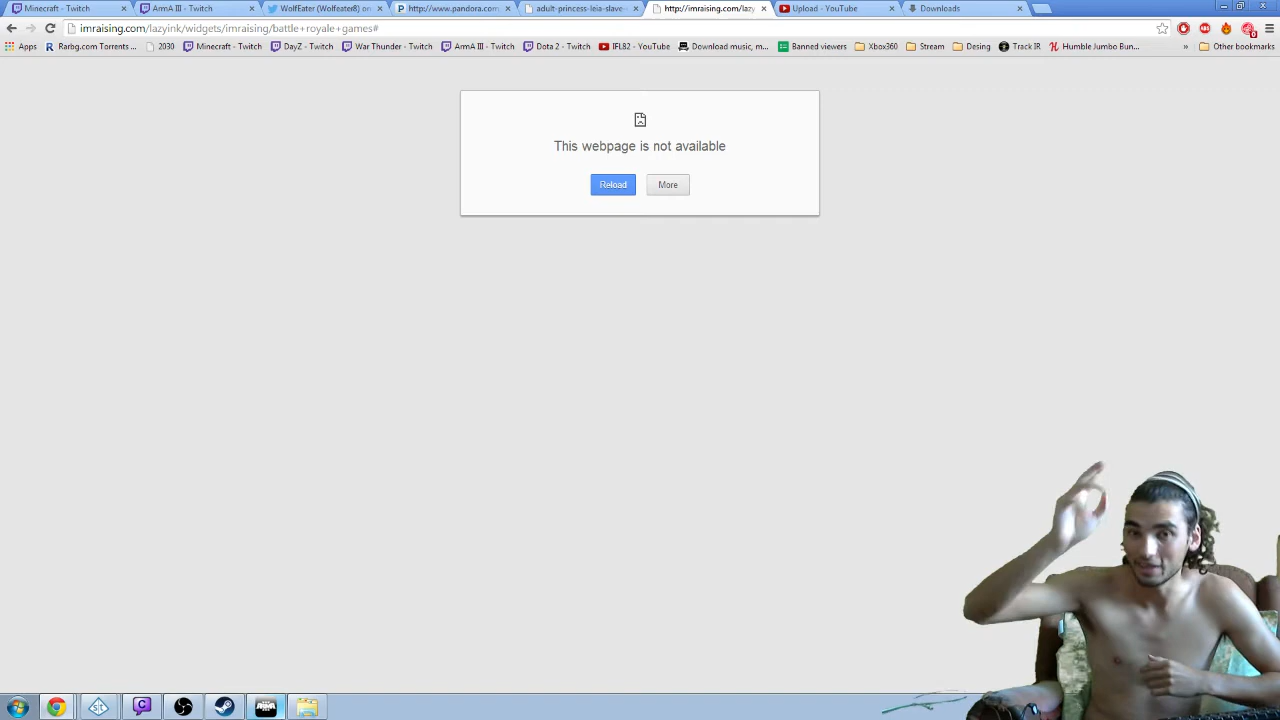 Minecraft - Twitch
ArmA III - Twitch
WolfEater (Wolfeater8) on
http://www.pandora.com
adult-princess-leia-slave-
http://imraising.com/lazy
Upload - YouTube
Downloads
imraising.com/lazyink/widgets/imraising/battle+royale+games#
Apps
Rarbg.com Torrents ...
2030
Minecraft - Twitch
DayZ - Twitch
War Thunder - Twitch
ArmA III - Twitch
Dota 2 - Twitch
IFL82 - YouTube
Download music, m...
Banned viewers
Xbox360
Stream
Desing
Track IR
Humble Jumbo Bun...
»
Other bookmarks
This webpage is not available
Reload
More